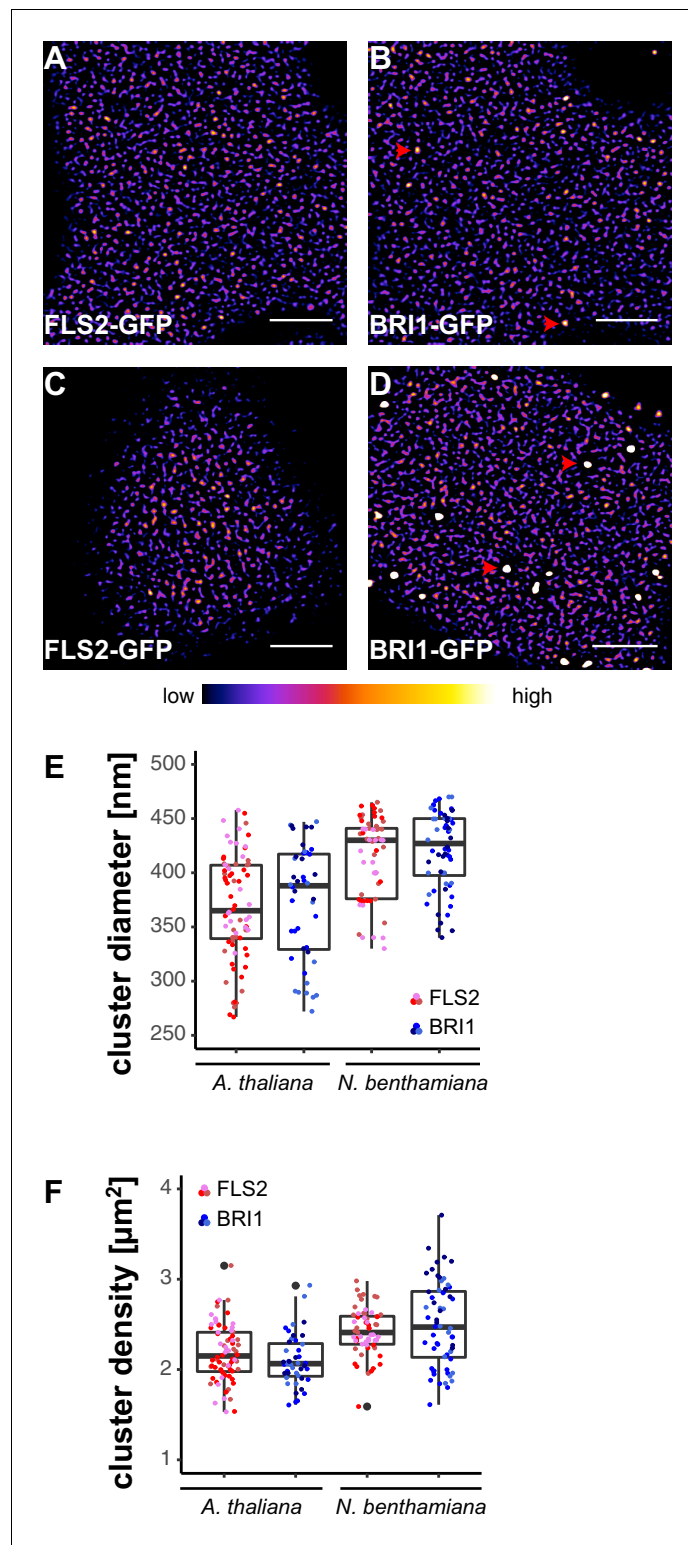 A
B
FLS2-GFP
BRI1-GFP
C
D
FLS2-GFP
BRI1-GFP
low
high
E
cluster diameter [nm]
500
450
400
350
300
250
FLS2
BRI1
A. thaliana
N. benthamiana
F
cluster density [µm²]
4
3
2
1
FLS2
BRI1
A. thaliana
N. benthamiana